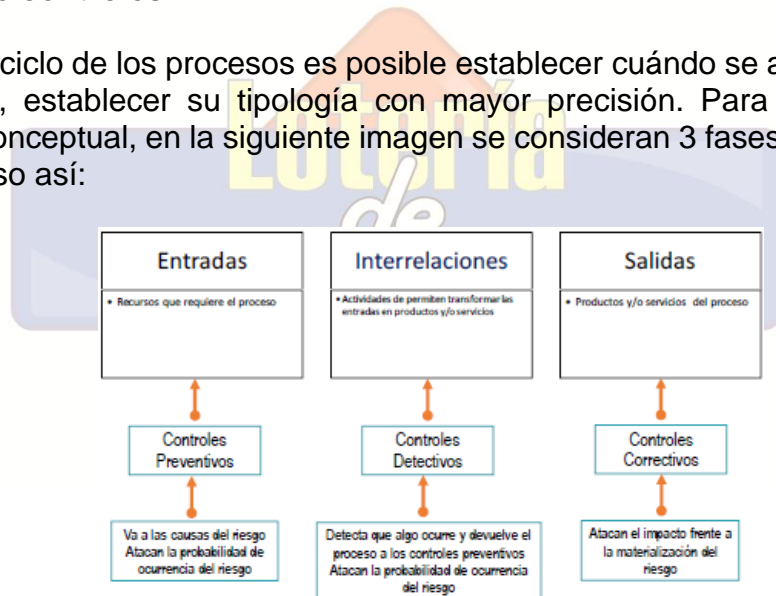 ciclo de los procesos es posible establecer cuándo se a
, establecer su tipología con mayor precisión. Para
onceptual, en la siguiente imagen se consideran 3 fases
so así:
Lotería
de
Entradas
• Recursos que requiere el proceso
Interrelaciones
• Actividades de permiten transformar las
entradas en productos y/o servicios
Salidas
• Productos y/o servicios del proceso
Controles
Preventivos
Controles
Detectivos
Controles
Correctivos
Va a las causas del riesgo
Atacan la probabilidad de
ocurrencia del riesgo
Detecta que algo ocurre y devuelve el
proceso a los controles preventivos
Atacan la probabilidad de ocurrencia
del riesgo
Atacan el impacto frente a
la materialización del
riesgo